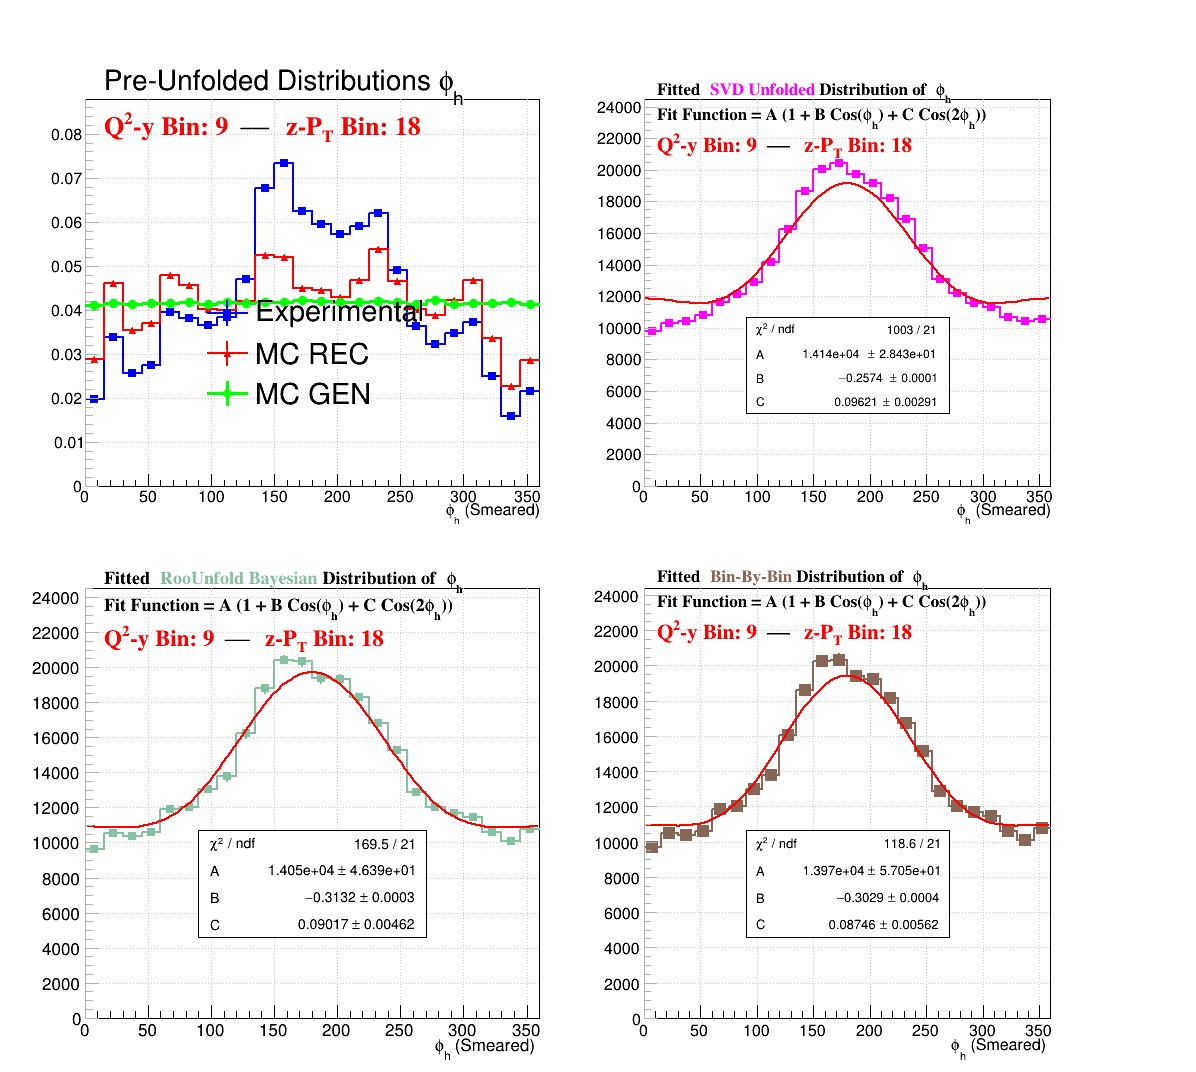 Pre-Unfolded Distributions ϕh
Q²-y Bin: 9 — z-PT Bin: 18
0.08
0.07
0.06
0.05
0.04
0.03
0.02
0.01
0
Experimental
MC REC
MC GEN
0 50 100 150 200 250 300 350
ϕh (Smeared)
Fitted SVD Unfolded Distribution of ϕh
Fit Function = A (1 + B Cos(ϕh) + C Cos(2ϕh))
Q²-y Bin: 9 — z-PT Bin: 18
24000
22000
20000
18000
16000
14000
12000
10000
8000
6000
4000
2000
0
χ² / ndf 1003 / 21
A 1.414e+04 ± 2.843e+01
B −0.2574 ± 0.0001
C 0.09621 ± 0.00291
0 50 100 150 200 250 300 350
ϕh (Smeared)
Fitted RooUnfold Bayesian Distribution of ϕh
Fit Function = A (1 + B Cos(ϕh) + C Cos(2ϕh))
Q²-y Bin: 9 — z-PT Bin: 18
24000
22000
20000
18000
16000
14000
12000
10000
8000
6000
4000
2000
0
χ² / ndf 169.5 / 21
A 1.405e+04 ± 4.639e+01
B −0.3132 ± 0.0003
C 0.09017 ± 0.00462
0 50 100 150 200 250 300 350
ϕh (Smeared)
Fitted Bin-By-Bin Distribution of ϕh
Fit Function = A (1 + B Cos(ϕh) + C Cos(2ϕh))
Q²-y Bin: 9 — z-PT Bin: 18
24000
22000
20000
18000
16000
14000
12000
10000
8000
6000
4000
2000
0
χ² / ndf 118.6 / 21
A 1.397e+04 ± 5.705e+01
B −0.3029 ± 0.0004
C 0.08746 ± 0.00562
0 50 100 150 200 250 300 350
ϕh (Smeared)